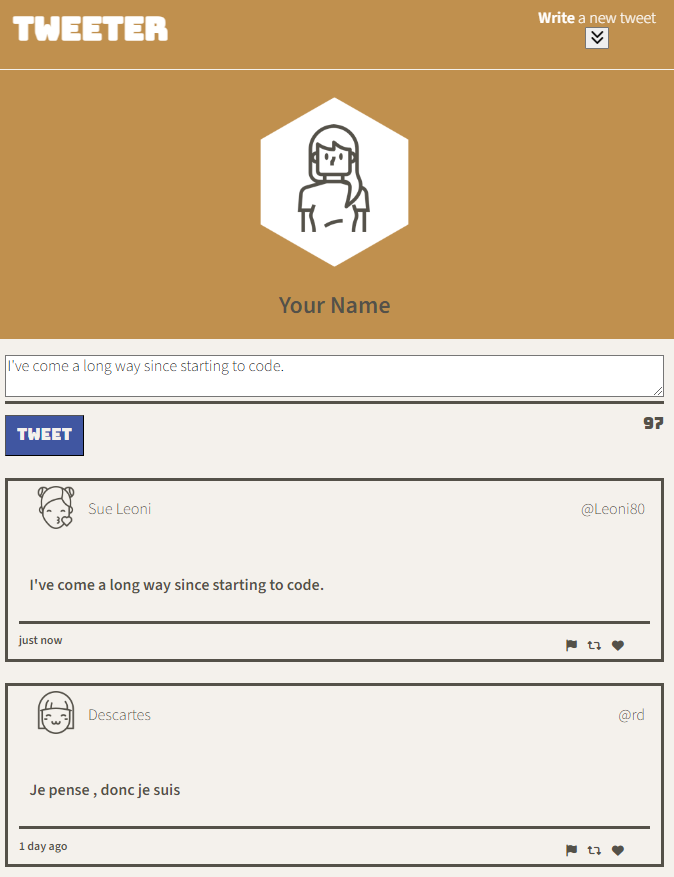 TWEETER
Write a new tweet
Your Name
I've come a long way since starting to code.
TWEET
97
Sue Leoni
@Leoni80
I've come a long way since starting to code.
just now
Descartes
@rd
Je pense , donc je suis
1 day ago